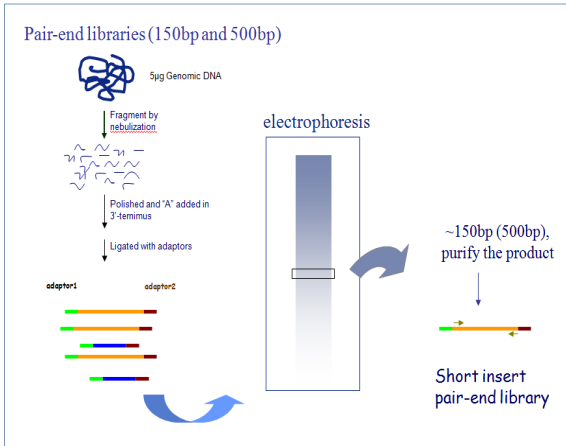 Pair-end libraries (150bp and 500bp)
5μg Genomic DNA
Fragment by
nebulization
Polished and “A” added in
3'-temimus
Ligated with adaptors
adaptor1
adaptor2
electrophoresis
~150bp (500bp),
purify the product
Short insert
pair-end library